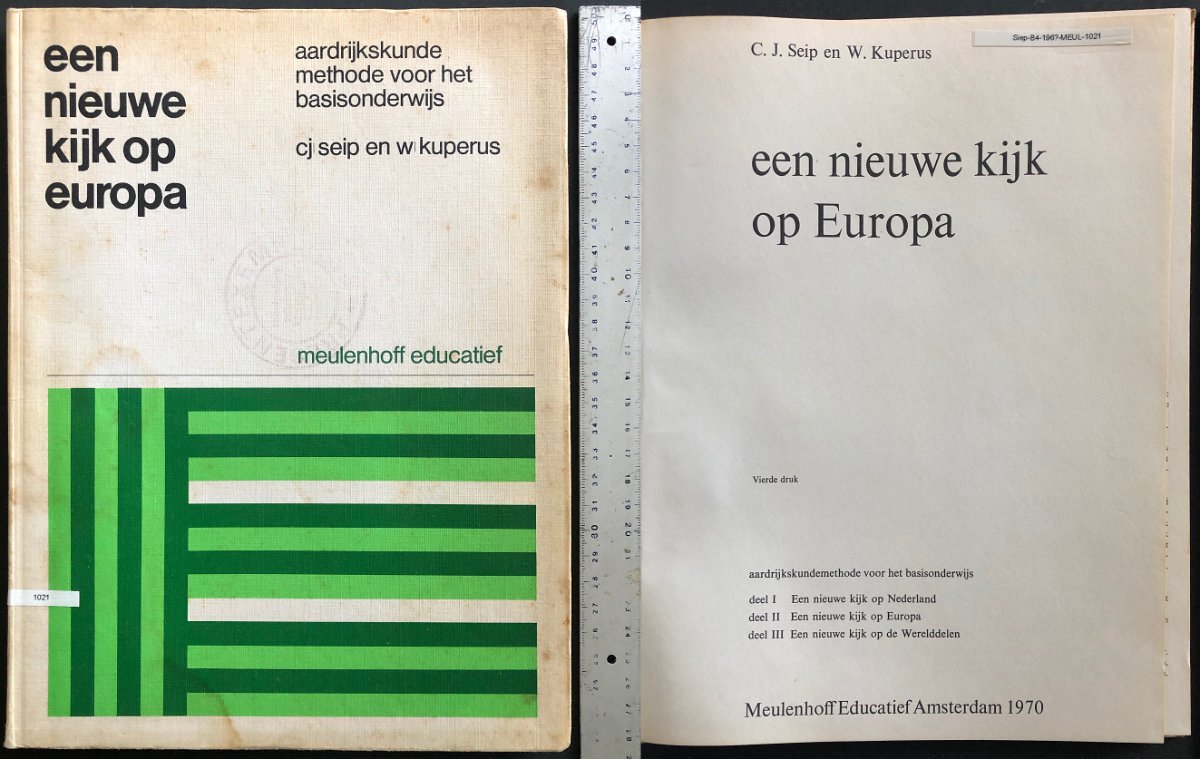 een
nieuwe
kijk op
europa
aardrijkskunde
methode voor het
basisonderwijs
cj seip en w kuperus
meulenhoff educatief
1021
Siep-84-1967-MEUL-1021
C. J. Seip en W. Kuperus
een nieuwe kijk
op Europa
Vierde druk
aardrijkskundemethode voor het basisonderwijs
deel I Een nieuwe kijk op Nederland
deel II Een nieuwe kijk op Europa
deel III Een nieuwe kijk op de Werelddelen
Meulenhoff Educatief Amsterdam 1970